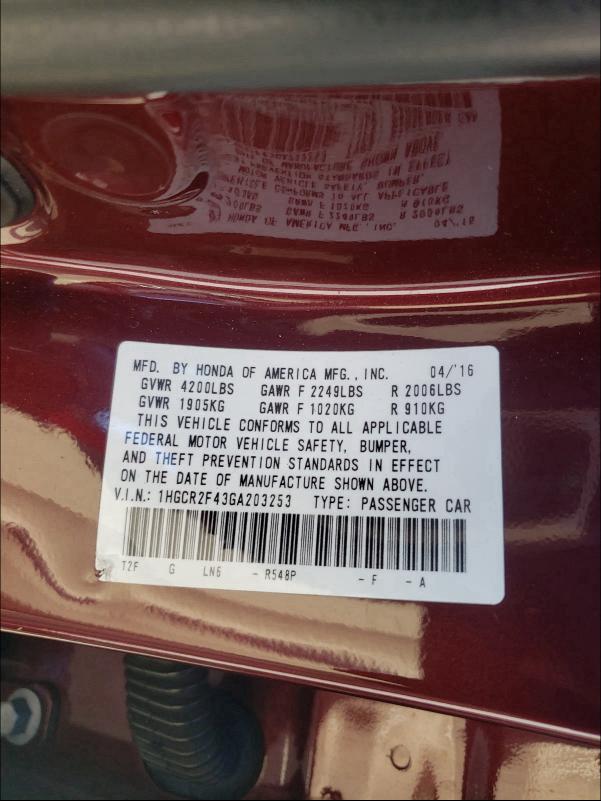 MFD. BY HONDA OF AMERICA MFG., INC. 04/'16
GVWR 4200LBS GAWR F 2249LBS R 2006LBS
GVWR 1905KG GAWR F 1020KG R 910KG
THIS VEHICLE CONFORMS TO ALL APPLICABLE
FEDERAL MOTOR VEHICLE SAFETY, BUMPER,
AND THEFT PREVENTION STANDARDS IN EFFECT
ON THE DATE OF MANUFACTURE SHOWN ABOVE.
V.I.N.: 1HGCR2F43GA203253 TYPE: PASSENGER CAR
T2F G LN6 - R548P - F - A